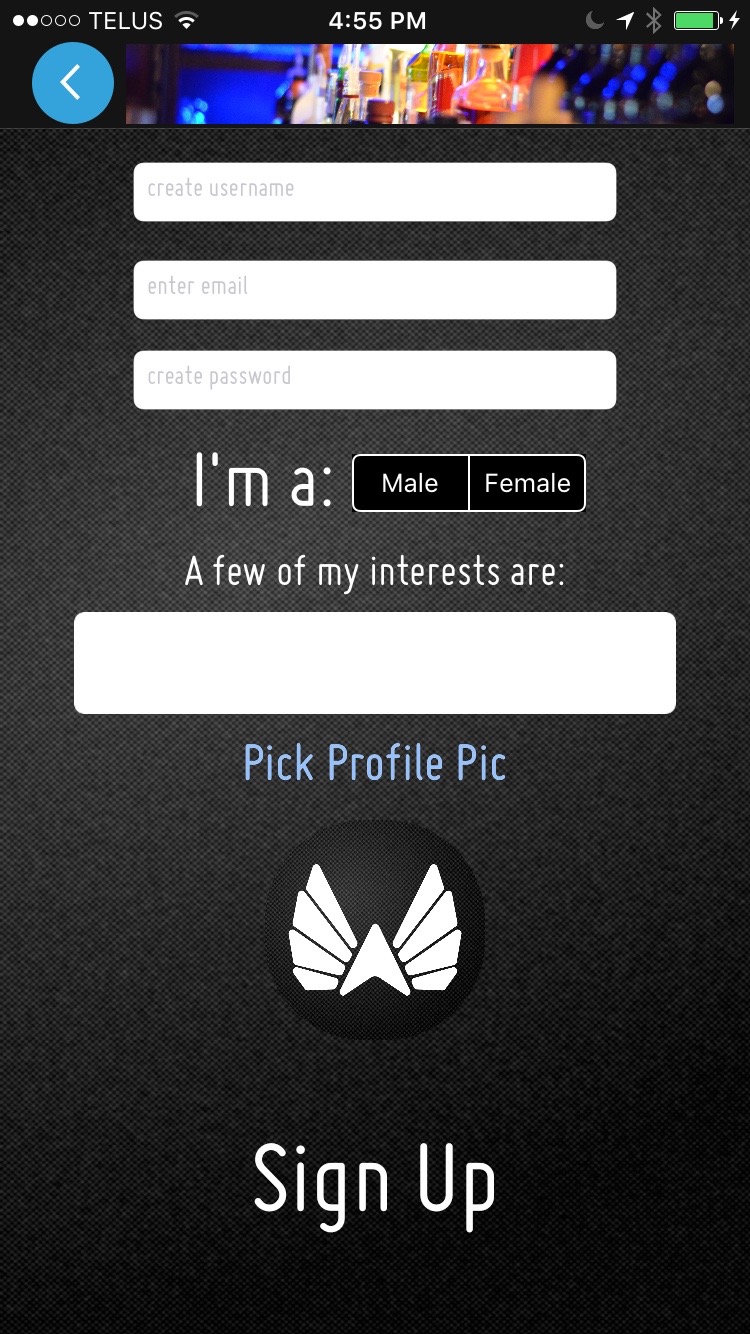 TELUS 4:55 PM
create username
enter email
create password
I'm a: Male Female
A few of my interests are:
Pick Profile Pic
Sign Up